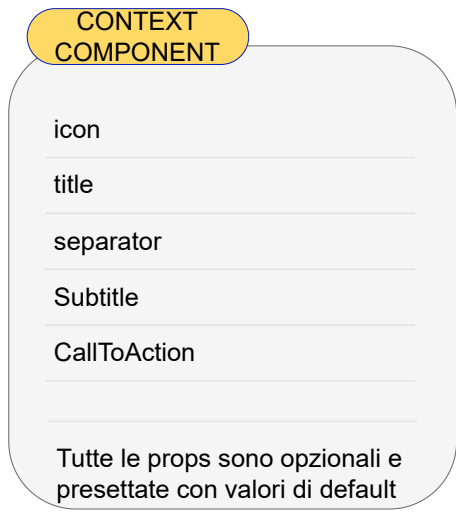 CONTEXT
COMPONENT
icon
title
separator
Subtitle
CallToAction
Tutte le props sono opzionali e
presettate con valori di default